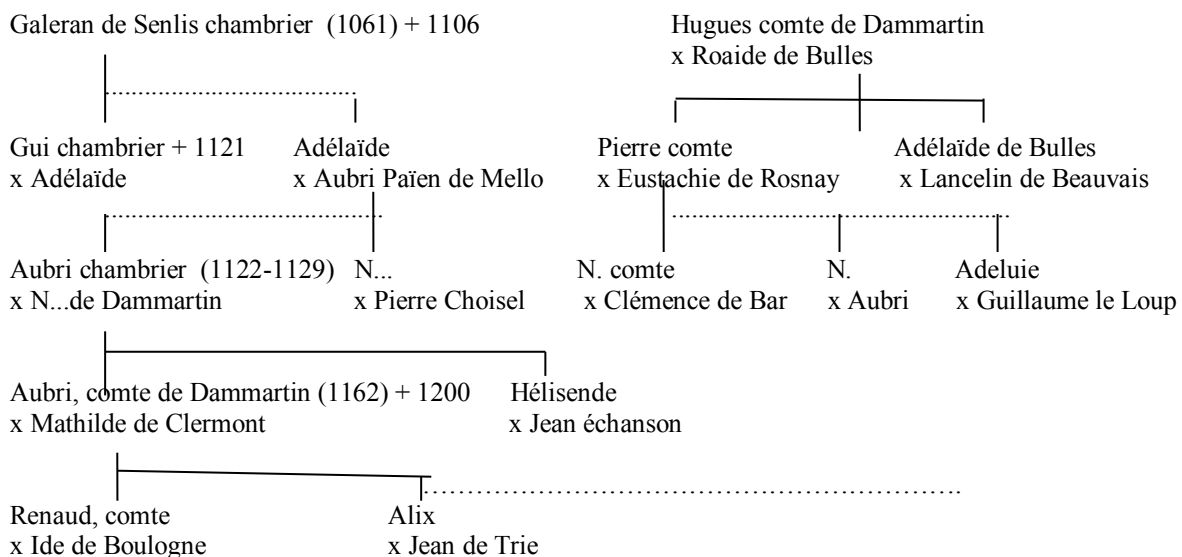 Galeran de Senlis chambrier (1061) + 1106 Hugues comte de Dammartin
x Roaide de Bulles
Gui chambrier + 1121 Adélaïde Pierre comte Adélaïde de Bulles
x Adélaïde x Aubri Païen de Mello x Eustachie de Rosnay x Lancelin de Beauvais
Aubri chambrier (1122-1129) N... N. comte N. Adeluie
x N...de Dammartin x Pierre Choisel x Clémence de Bar x Aubri x Guillaume le Loup
Aubri, comte de Dammartin (1162) + 1200 Hélisende
x Mathilde de Clermont x Jean échanson
Renaud, comte Alix
x Ide de Boulogne x Jean de Trie